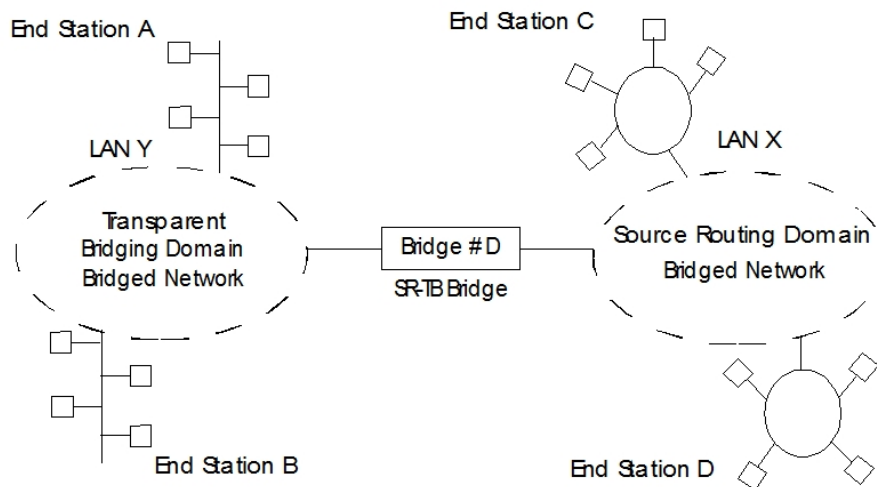 End Station A
End Station C
LAN Y
LAN X
Transparent
Bridging Domain
Bridged Network
Bridge # D
SR-TB Bridge
Source Routing Domain
Bridged Network
End Station B
End Station D